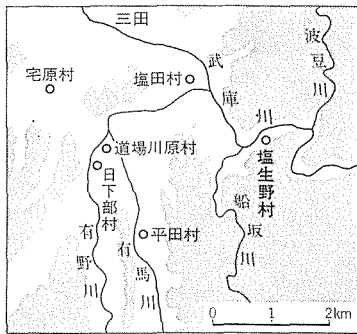 三田
武庫川
波豆川
宅原村
塩田村
道場川原村
日下部村
塩生野村
船坂川
平田村
有野川
有馬川
0 1 2km